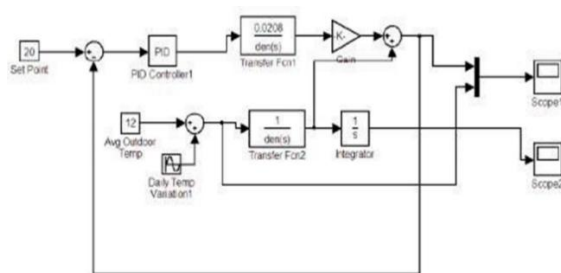 20
Set Point
PID
PID Controller1
0.0208
den(s)
Transfer Fcn1
K-
Gain
Scope1
12
Avg Outdoor
Temp
Daily Temp
Variation1
1
den(s)
Transfer Fcn2
1
s
Integrator
Scope2